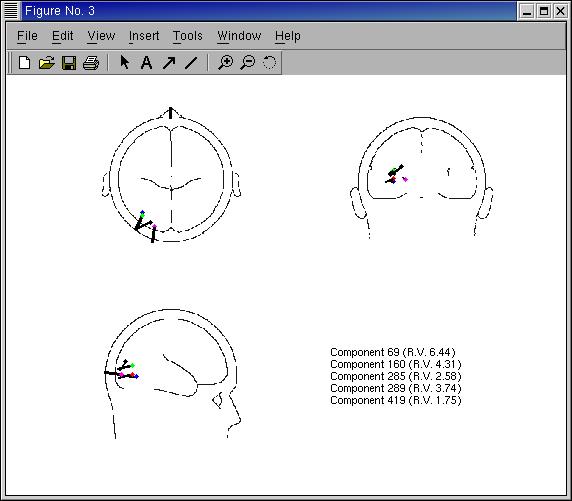 Figure No. 3
File Edit View Insert Tools Window Help
A
Component 69 (R.V. 6.44)
Component 160 (R.V. 4.31)
Component 285 (R.V. 2.58)
Component 289 (R.V. 3.74)
Component 419 (R.V. 1.75)